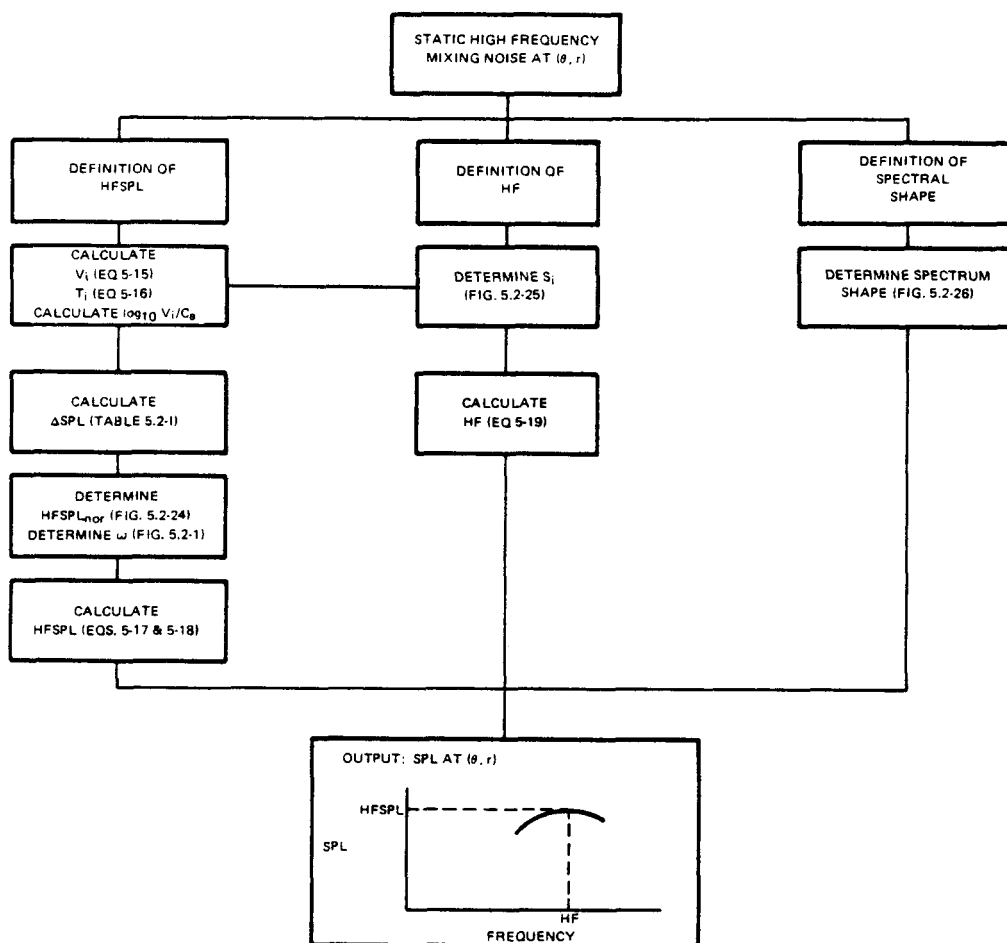 STATIC HIGH FREQUENCY
MIXING NOISE AT (θ, r)
DEFINITION OF
HFSPL
DEFINITION OF
HF
DEFINITION OF
SPECTRAL
SHAPE
CALCULATE
Vi (EQ 5-15)
Ti (EQ 5-16)
CALCULATE log10 Vi/Ca
DETERMINE Si
(FIG. 5.2-25)
DETERMINE SPECTRUM
SHAPE (FIG. 5.2-26)
CALCULATE
ΔSPL (TABLE 5.2-I)
CALCULATE
HF (EQ 5-19)
DETERMINE
HFSPLnor (FIG. 5.2-24)
DETERMINE ω (FIG. 5.2-1)
CALCULATE
HFSPL (EQS. 5-17 & 5-18)
OUTPUT: SPL AT (θ, r)
HFSPL
SPL
HF
FREQUENCY